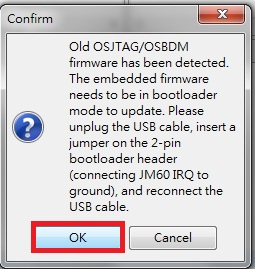 Confirm
Old OSJTAG/OSBDM
firmware has been detected.
The embedded firmware
needs to be in bootloader
mode to update. Please
unplug the USB cable, insert a
jumper on the 2-pin
bootloader header
(connecting JM60 IRQ to
ground), and reconnect the
USB cable.
OK
Cancel